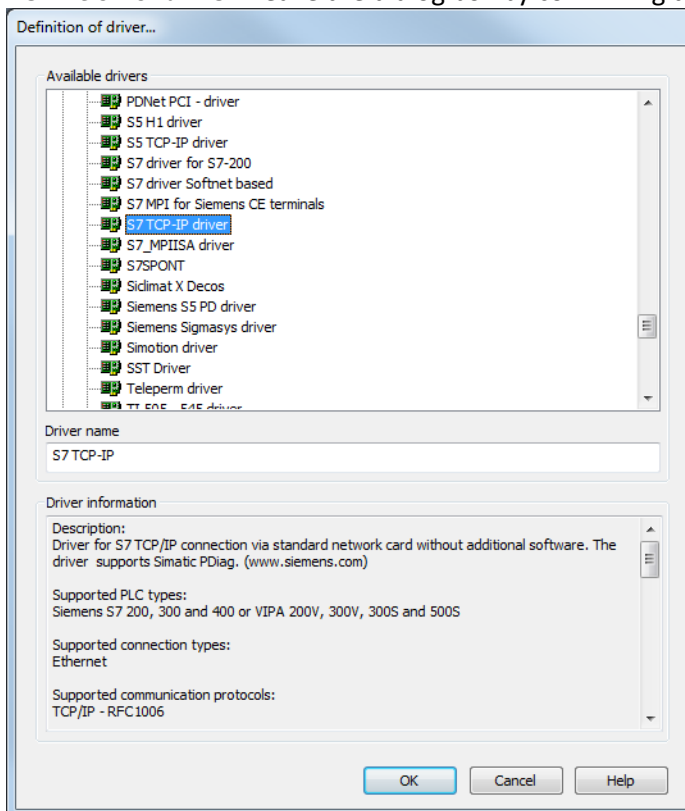 Definition of driver...
Available drivers
PDNet PCI - driver
S5 H1 driver
S5 TCP-IP driver
S7 driver for S7-200
S7 driver Softnet based
S7 MPI for Siemens CE terminals
S7 TCP-IP driver
S7_MPIISA driver
S7SPONT
Sidimat X Decos
Siemens S5 PD driver
Siemens Sigmasys driver
Simotion driver
SST Driver
Teleperm driver
Driver name
S7 TCP-IP
Driver information
Description:
Driver for S7 TCP/IP connection via standard network card without additional software. The
driver supports Simatic PDiag. (www.siemens.com)
Supported PLC types:
Siemens S7 200, 300 and 400 or VIPA 200V, 300V, 300S and 500S
Supported connection types:
Ethernet
Supported communication protocols:
TCP/IP - RFC1006
OK Cancel Help